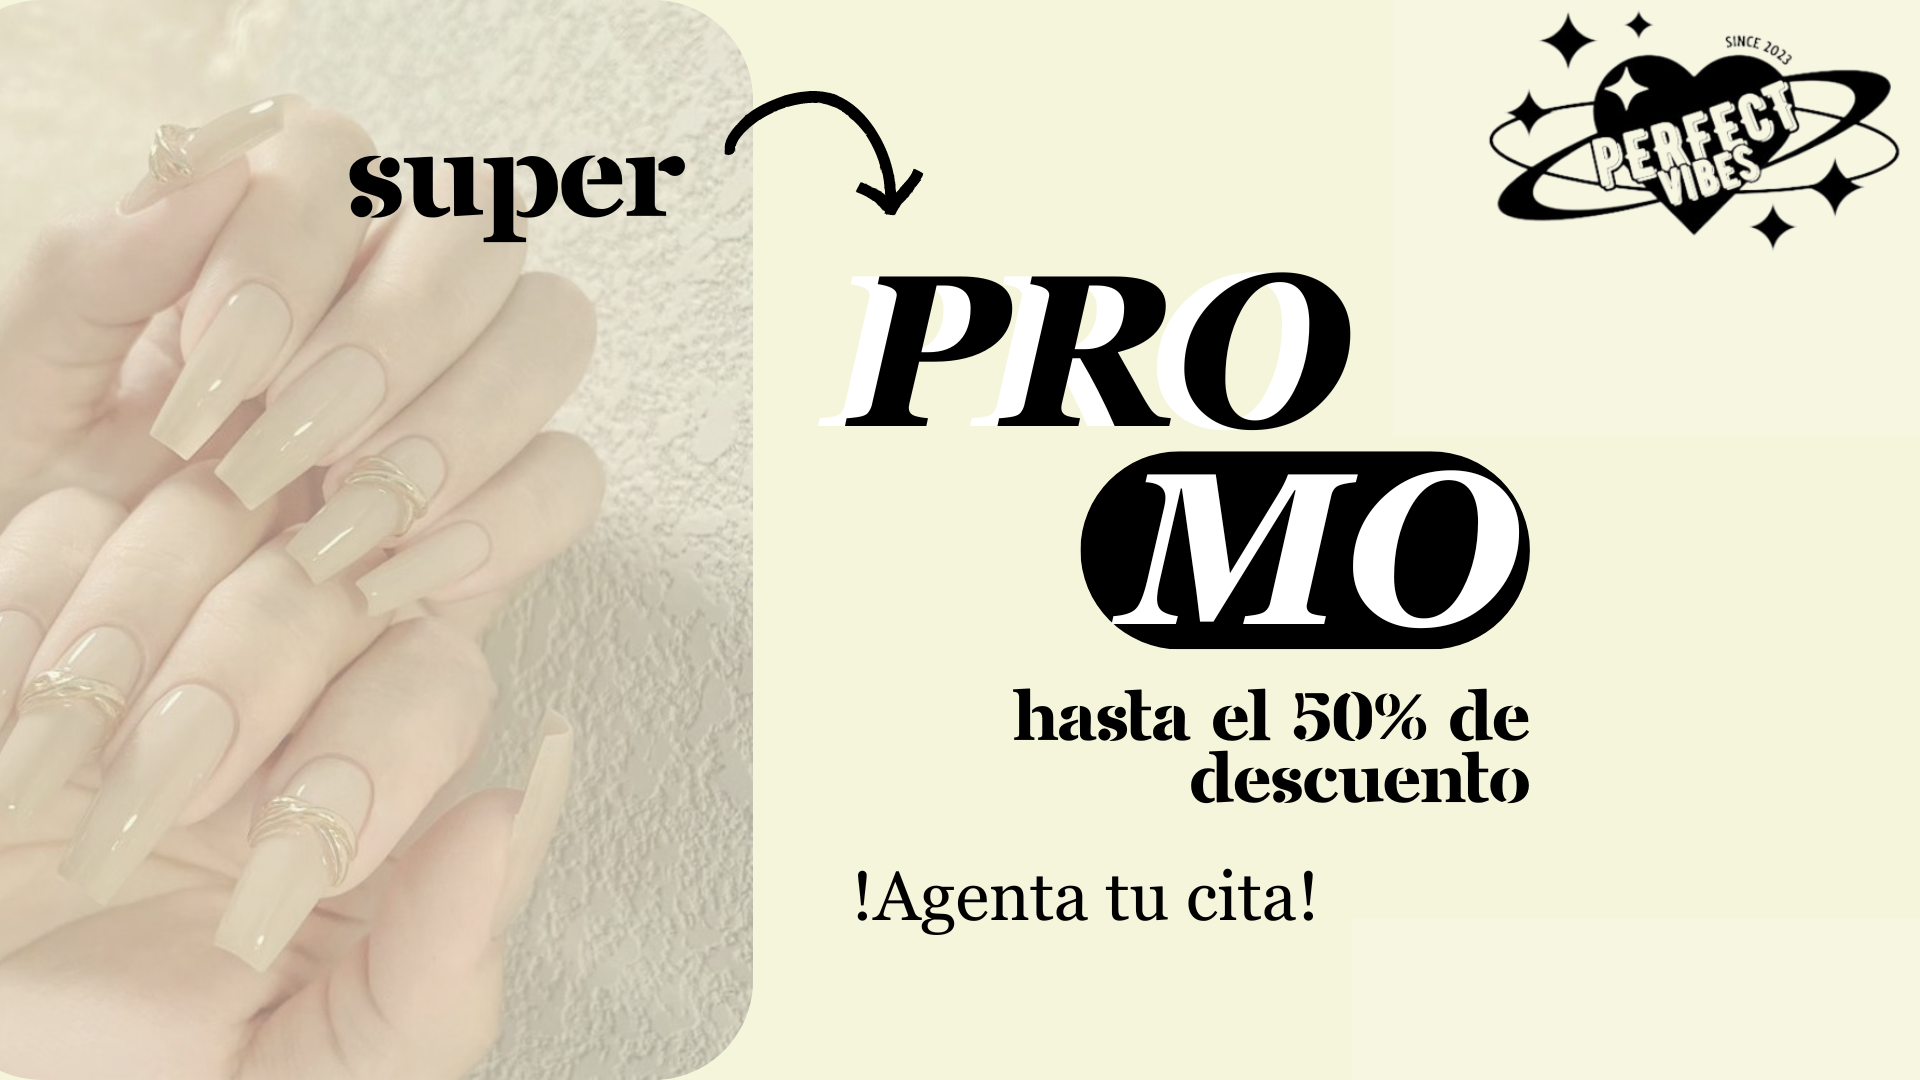 SINCE 2023
PERFECT
VIBES
super
PRO
MO
hasta el 50% de
descuento
!Agenta tu cita!